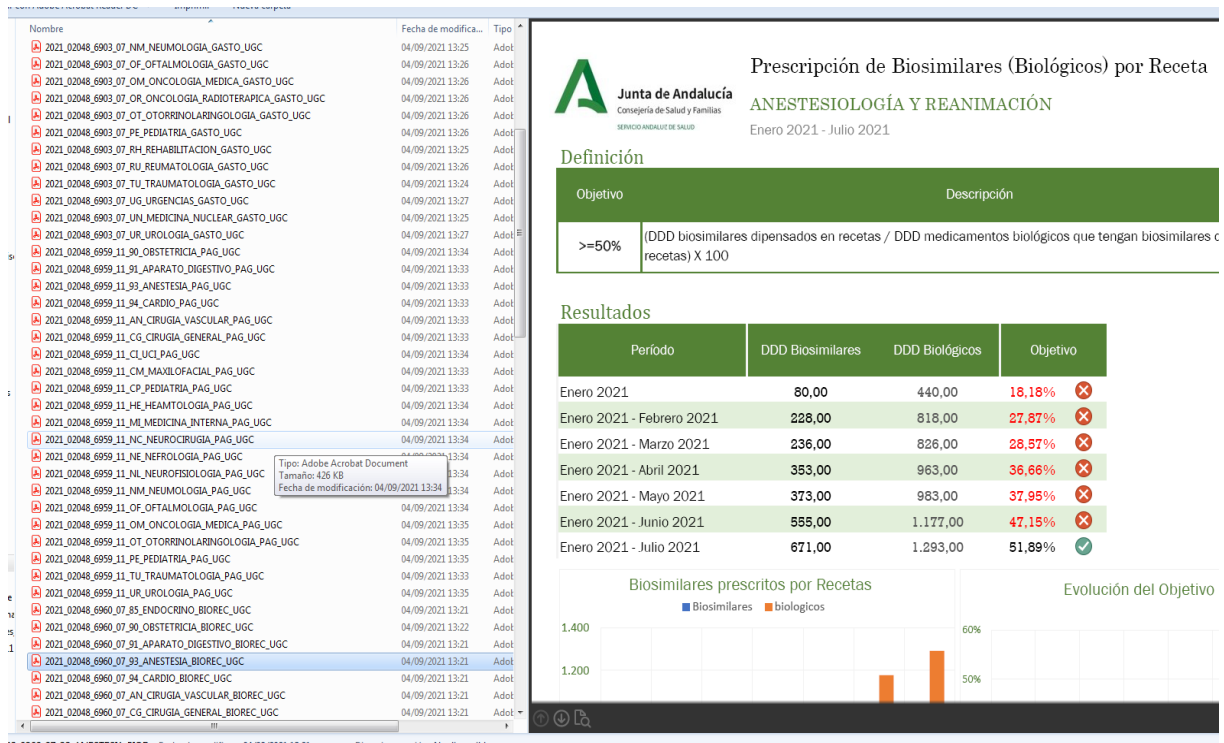 Nombre Fecha de modifica... Tipo
2021_02048_6903_07_NM_NEUMOLOGIA_GASTO_UGC 04/09/2021 13:25
2021_02048_6903_07_OF_OFTALMOLOGIA_GASTO_UGC 04/09/2021 13:26
2021_02048_6903_07_OM_ONCOLOGIA_MEDICA_GASTO_UGC 04/09/2021 13:26
2021_02048_6903_07_OR_ONCOLOGIA_RADIOTERAPICA_GASTO_UGC 04/09/2021 13:26
2021_02048_6903_07_OT_OTORRINOLARINGOLOGIA_GASTO_UGC 04/09/2021 13:26
2021_02048_6903_07_PE_PEDIATRIA_GASTO_UGC 04/09/2021 13:26
2021_02048_6903_07_RH_REHABILITACION_GASTO_UGC 04/09/2021 13:25
2021_02048_6903_07_RU_REUMATOLOGIA_GASTO_UGC 04/09/2021 13:26
2021_02048_6903_07_TU_TRAUMATOLOGIA_GASTO_UGC 04/09/2021 13:24
2021_02048_6903_07_UG_URGENCIAS_GASTO_UGC 04/09/2021 13:27
2021_02048_6903_07_UN_MEDICINA_NUCLEAR_GASTO_UGC 04/09/2021 13:25
2021_02048_6903_07_UR_UROLOGIA_GASTO_UGC 04/09/2021 13:27
2021_02048_6959_11_90_OBSTETRICIA_PAG_UGC 04/09/2021 13:34
2021_02048_6959_11_91_APARATO_DIGESTIVO_PAG_UGC 04/09/2021 13:33
2021_02048_6959_11_93_ANESTESIA_PAG_UGC 04/09/2021 13:33
2021_02048_6959_11_94_CARDIO_PAG_UGC 04/09/2021 13:33
2021_02048_6959_11_AN_CIRUGIA_VASCULAR_PAG_UGC 04/09/2021 13:33
2021_02048_6959_11_CG_CIRUGIA_GENERAL_PAG_UGC 04/09/2021 13:33
2021_02048_6959_11_CI_UCI_PAG_UGC 04/09/2021 13:34
2021_02048_6959_11_CM_MAXILOFACIAL_PAG_UGC 04/09/2021 13:33
2021_02048_6959_11_CP_PEDIATRIA_PAG_UGC 04/09/2021 13:33
2021_02048_6959_11_HE_HEAMTOLOGIA_PAG_UGC 04/09/2021 13:34
2021_02048_6959_11_MI_MEDICINA_INTERNA_PAG_UGC 04/09/2021 13:34
2021_02048_6959_11_NC_NEUROCIRUGIA_PAG_UGC 04/09/2021 13:34
2021_02048_6959_11_NE_NEFROLOGIA_PAG_UGC 13:34
2021_02048_6959_11_NL_NEUROFISIOLOGIA_PAG_UGC 13:34
2021_02048_6959_11_NM_NEUMOLOGIA_PAG_UGC 13:34
Tipo: Adobe Acrobat Document
Tamaño: 426 KB
Fecha de modificación: 04/09/2021 13:34
2021_02048_6959_11_OF_OFTALMOLOGIA_PAG_UGC 04/09/2021 13:34
2021_02048_6959_11_OM_ONCOLOGIA_MEDICA_PAG_UGC 04/09/2021 13:35
2021_02048_6959_11_OT_OTORRINOLARINGOLOGIA_PAG_UGC 04/09/2021 13:35
2021_02048_6959_11_PE_PEDIATRIA_PAG_UGC 04/09/2021 13:35
2021_02048_6959_11_TU_TRAUMATOLOGIA_PAG_UGC 04/09/2021 13:33
2021_02048_6959_11_UR_UROLOGIA_PAG_UGC 04/09/2021 13:35
2021_02048_6960_07_85_ENDOCRINO_BIOREC_UGC 04/09/2021 13:21
2021_02048_6960_07_90_OBSTETRICIA_BIOREC_UGC 04/09/2021 13:22
2021_02048_6960_07_91_APARATO_DIGESTIVO_BIOREC_UGC 04/09/2021 13:21
2021_02048_6960_07_93_ANESTESIA_BIOREC_UGC 04/09/2021 13:21
2021_02048_6960_07_94_CARDIO_BIOREC_UGC 04/09/2021 13:21
2021_02048_6960_07_AN_CIRUGIA_VASCULAR_BIOREC_UGC 04/09/2021 13:21
2021_02048_6960_07_CG_CIRUGIA_GENERAL_BIOREC_UGC 04/09/2021 13:21
Prescripción de Biosimilares (Biológicos) por Receta
Junta de Andalucía
Consejería de Salud y Familias
SERVICIO ANDALUZ DE SALUD
ANESTESIOLOGÍA Y REANIMACIÓN
Enero 2021 - Julio 2021
Definición
Objetivo Descripción
>=50% (DDD biosimilares dipensados en recetas / DDD medicamentos biológicos que tengan biosimilares
recetas) X 100
Resultados
Período DDD Biosimilares DDD Biológicos Objetivo
Enero 2021 80,00 440,00 18,18%
Enero 2021 - Febrero 2021 228,00 818,00 27,87%
Enero 2021 - Marzo 2021 236,00 826,00 28,57%
Enero 2021 - Abril 2021 353,00 963,00 36,66%
Enero 2021 - Mayo 2021 373,00 983,00 37,95%
Enero 2021 - Junio 2021 555,00 1.177,00 47,15%
Enero 2021 - Julio 2021 671,00 1.293,00 51,89%
Biosimilares prescritos por Recetas
Biosimilares biologicos
1.400
1.200
Evolución del Objetivo
60%
50%